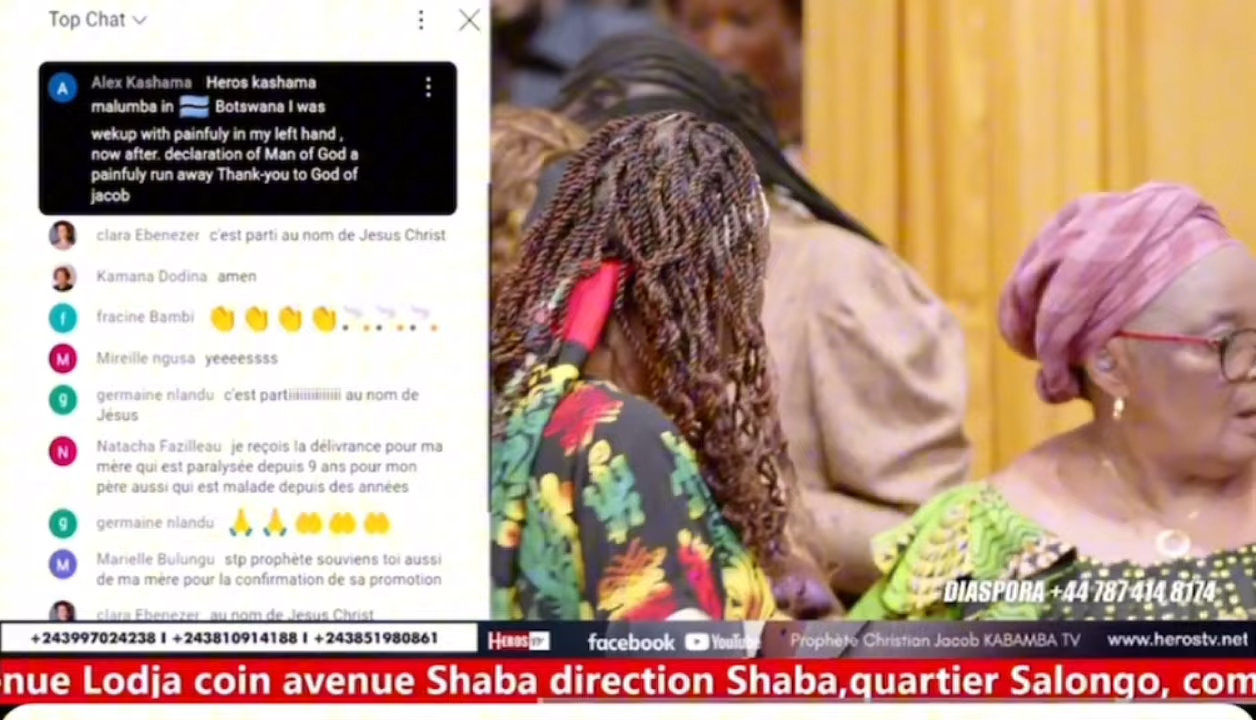 Top Chat
Alex Kashama Heros kashama
malumba in Botswana I was
wekup with painfuly in my left hand ,
now after. declaration of Man of God a
painfuly run away Thank-you to God of
jacob
clara Ebenezer c'est parti au nom de Jesus Christ
Kamana Dodina amen
fracine Bambi
Mireille ngusa yeeeessss
germaine nlandu c'est partiiiiiiiiiiiiiii au nom de
Jésus
Natacha Fazilleau je reçois la délivrance pour ma
mère qui est paralysée depuis 9 ans pour mon
père aussi qui est malade depuis des années
germaine nlandu
Marielle Bulungu stp prophète souviens toi aussi
de ma mère pour la confirmation de sa promotion
clara Ebenezer au nom de Jesus Christ
DIASPORA +44 787 414 8174
+243997024238 I +243810914188 I +243851980861
HEROS TV facebook YouTube Prophète Christian Jacob KABAMBA TV www.herostv.net
nue Lodja coin avenue Shaba direction Shaba,quartier Salongo, com